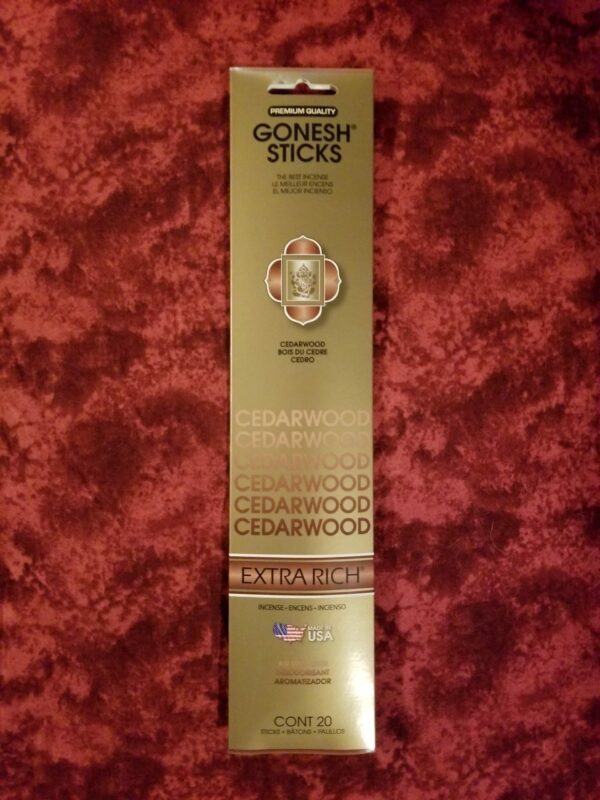 PREMIUM QUALITY
GONESH®
STICKS
THE BEST INCENSE
LE MEILLEUR ENCENS
EL MEJOR INCIENSO
CEDARWOOD
BOIS DU CEDRE
CEDRO
CEDARWOOD
CEDARWOOD
CEDARWOOD
CEDARWOOD
CEDARWOOD
CEDARWOOD
EXTRA RICH®
INCENSE • ENCENS • INCIENSO
MADE IN
USA
AIR
DESODORISANT
AROMATIZADOR
CONT 20
STICKS • BÂTONS • PALILLOS